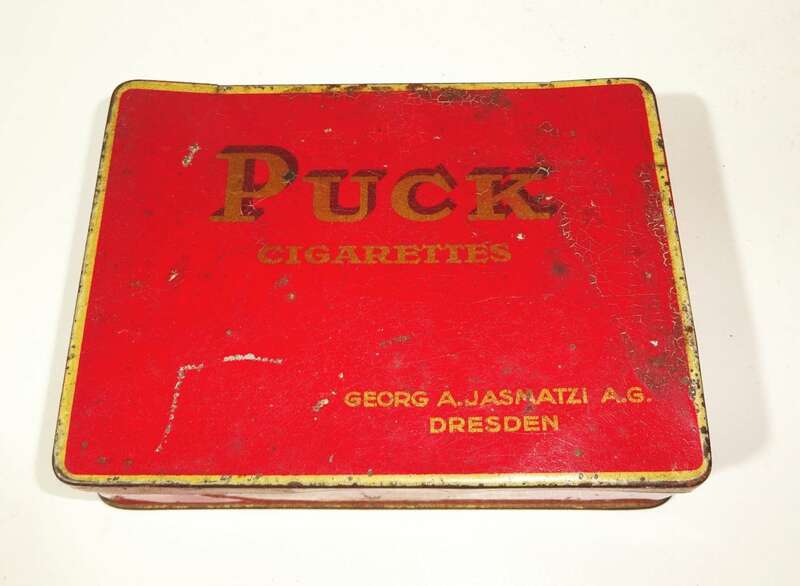 PUCK
CIGARETTES
GEORG A. JASMATZI A.G.
DRESDEN